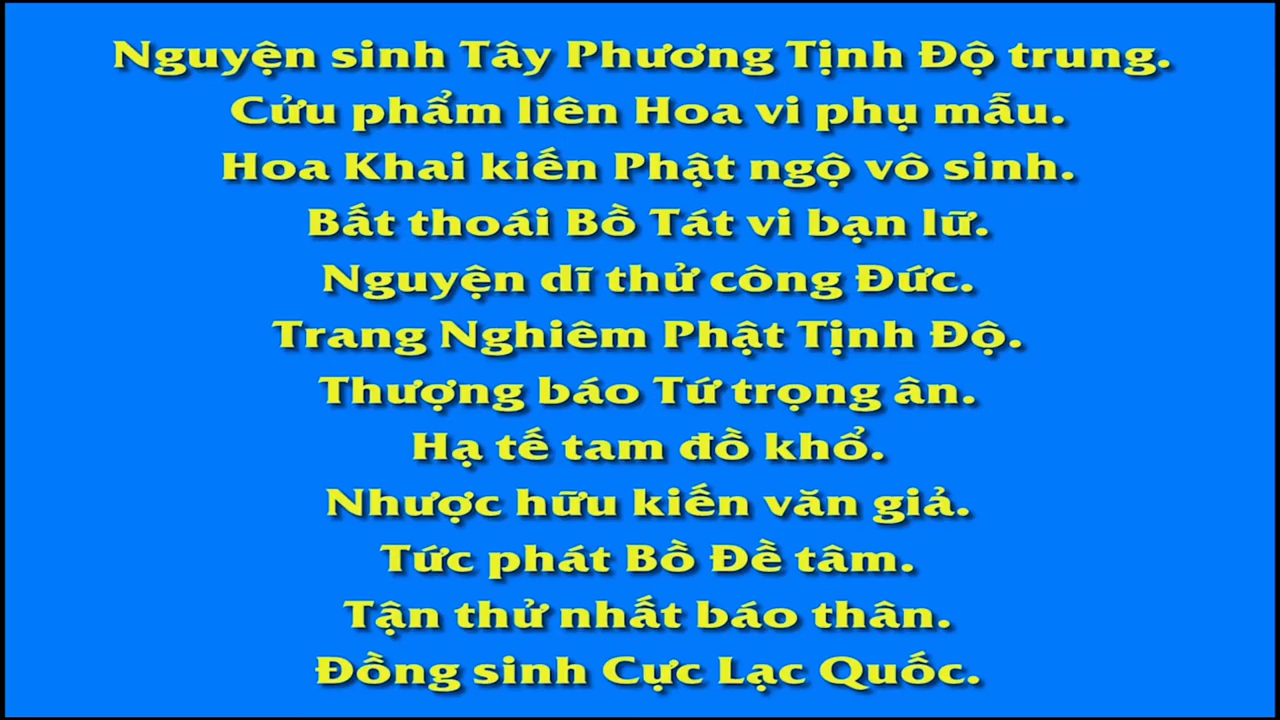 Nguyện sinh Tây Phương Tịnh Độ trung.
Cửu phẩm liên Hoa vi phụ mẫu.
Hoa Khai kiến Phật ngộ vô sinh.
Bất thoái Bồ Tát vi bạn lữ.
Nguyện dĩ thử công Đức.
Trang Nghiêm Phật Tịnh Độ.
Thượng báo Tứ trọng ân.
Hạ tế tam đồ khổ.
Nhược hữu kiến văn giả.
Tức phát Bồ Đề tâm.
Tận thử nhất báo thân.
Đồng sinh Cực Lạc Quốc.